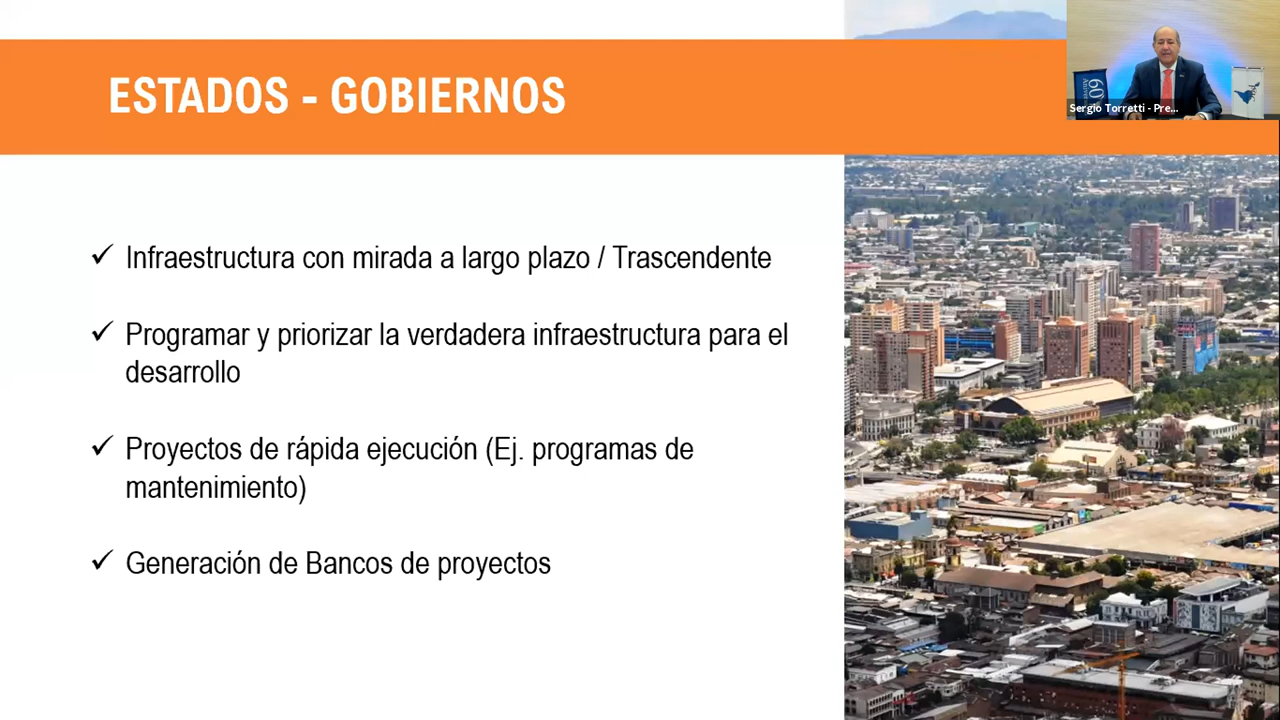 ESTADOS - GOBIERNOS
Sergio Torretti - Pre...
60
✓ Infraestructura con mirada a largo plazo / Trascendente
✓ Programar y priorizar la verdadera infraestructura para el
desarrollo
✓ Proyectos de rápida ejecución (Ej. programas de
mantenimiento)
✓ Generación de Bancos de proyectos